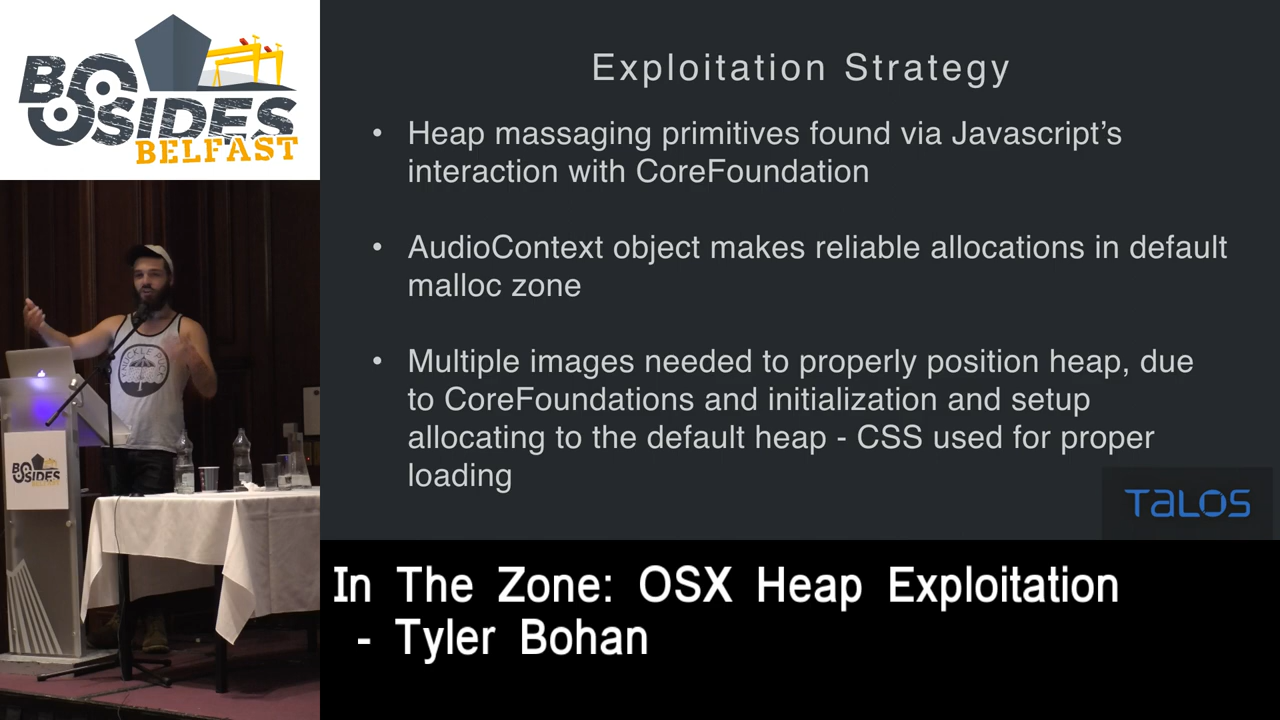 BSIDES
BELFAST
Exploitation Strategy
• Heap massaging primitives found via Javascript’s
interaction with CoreFoundation
• AudioContext object makes reliable allocations in default
malloc zone
• Multiple images needed to properly position heap, due
to CoreFoundations and initialization and setup
allocating to the default heap - CSS used for proper
loading
TALOS
BSIDES
BELFAST
In The Zone: OSX Heap Exploitation
- Tyler Bohan